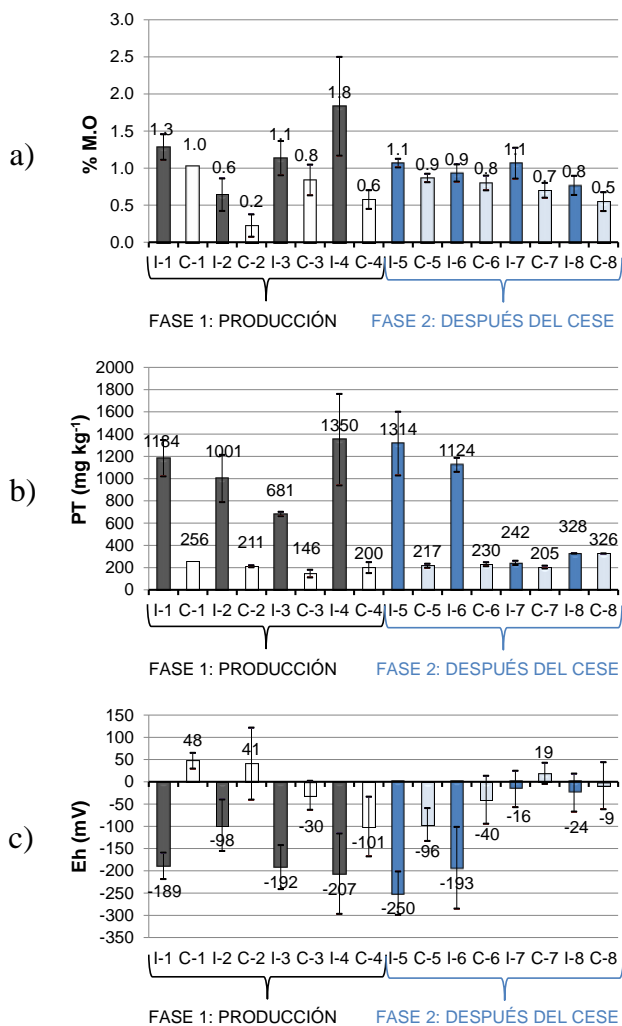 a)
% M.O
3.0
2.5
2.0
1.5
1.0
0.5
0.0
1.3 1.0 0.6 0.2 1.1 0.8 1.8 0.6 1.1 0.9 0.9 0.8 1.1 0.7 0.8 0.5
I-1 C-1 I-2 C-2 I-3 C-3 I-4 C-4 I-5 C-5 I-6 C-6 I-7 C-7 I-8 C-8
FASE 1: PRODUCCIÓN FASE 2: DESPUÉS DEL CESE
b)
PT (mg kg⁻¹)
2000
1800
1600
1400
1200
1000
800
600
400
200
0
1184 256 1001 211 681 146 1350 200 1314 217 1124 230 242 205 328 326
I-1 C-1 I-2 C-2 I-3 C-3 I-4 C-4 I-5 C-5 I-6 C-6 I-7 C-7 I-8 C-8
FASE 1: PRODUCCIÓN FASE 2: DESPUÉS DEL CESE
c)
Eh (mV)
150
100
50
0
-50
-100
-150
-200
-250
-300
-350
-189 48 -98 41 -192 -30 -207 -101 -250 -96 -193 -40 -16 19 -24 -9
I-1 C-1 I-2 C-2 I-3 C-3 I-4 C-4 I-5 C-5 I-6 C-6 I-7 C-7 I-8 C-8
FASE 1: PRODUCCIÓN FASE 2: DESPUÉS DEL CESE